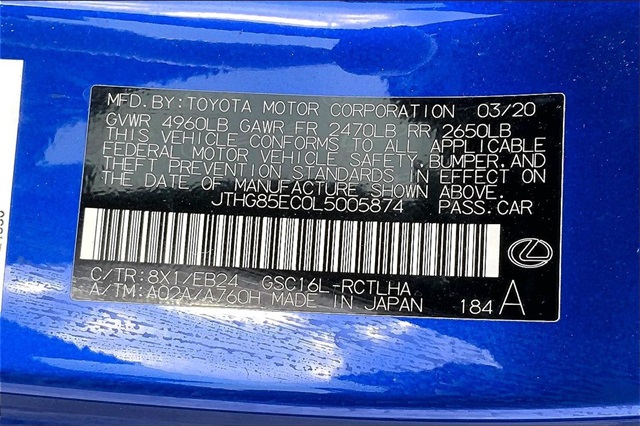 MFD. BY: TOYOTA MOTOR CORPORATION 03/20
GVWR 4960LB GAWR FR 2470LB RR 2650LB
THIS VEHICLE CONFORMS TO ALL APPLICABLE
FEDERAL MOTOR VEHICLE SAFETY, BUMPER, AND
THEFT PREVENTION STANDARDS IN EFFECT ON
THE DATE OF MANUFACTURE SHOWN ABOVE.
JTHG85EC0L5005874 PASS.CAR
C/TR: 8X1/EB24 GSC16L-RCTLHA
A/TM: A02A/A760H MADE IN JAPAN 184 A